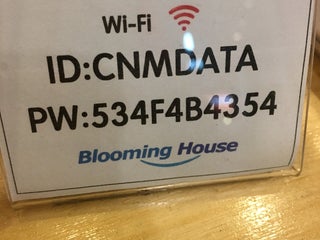 Wi-Fi
ID:CNMDATA
PW:534F4B4354
Blooming House